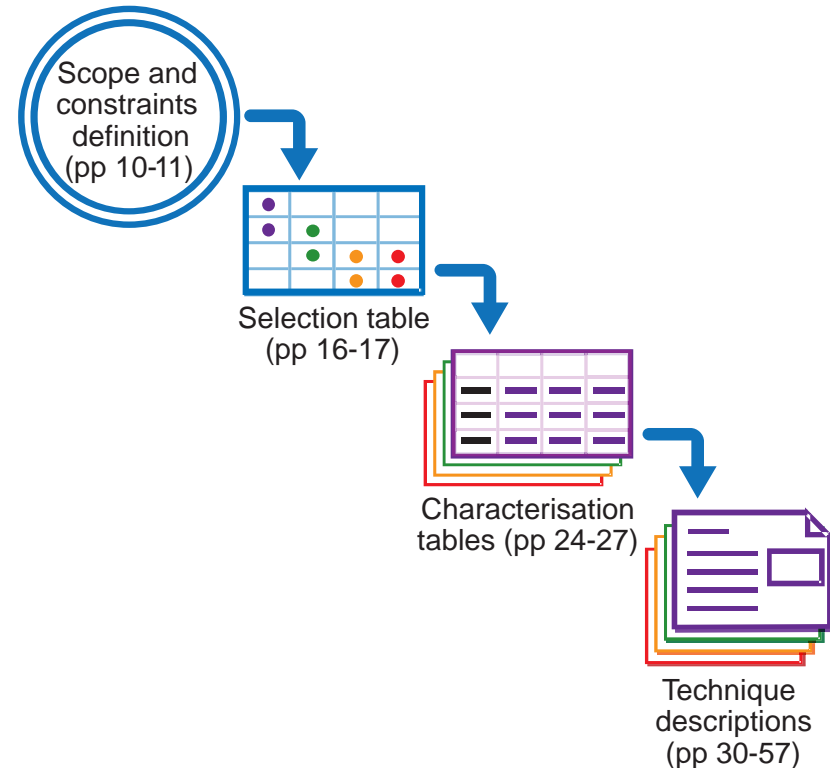 Scope and
constraints
definition
(pp 10-11)
Selection table
(pp 16-17)
Characterisation
tables (pp 24-27)
Technique
descriptions
(pp 30-57)